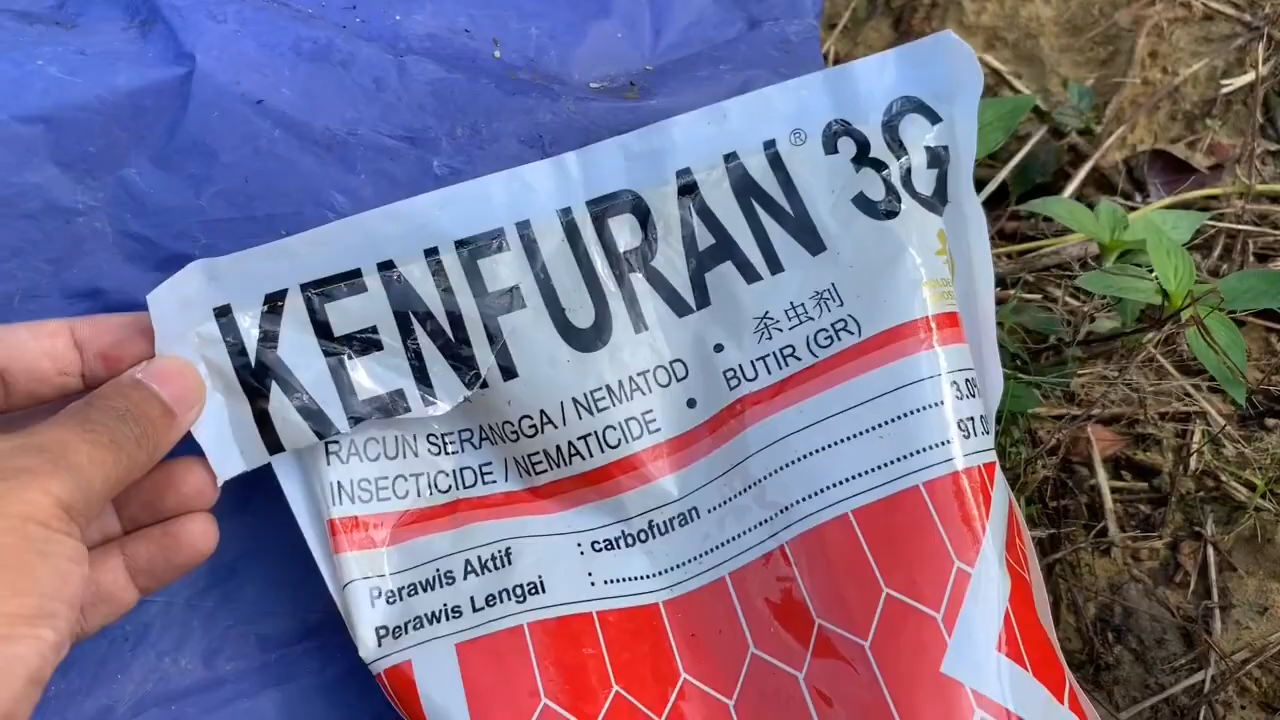 KENFURAN® 3G
RACUN SERANGGA / NEMATOD • 杀虫剂
INSECTICIDE / NEMATICIDE • BUTIR (GR)
Perawis Aktif : carbofuran ........................ 3.0%
Perawis Lengai : ........................................ 97.0